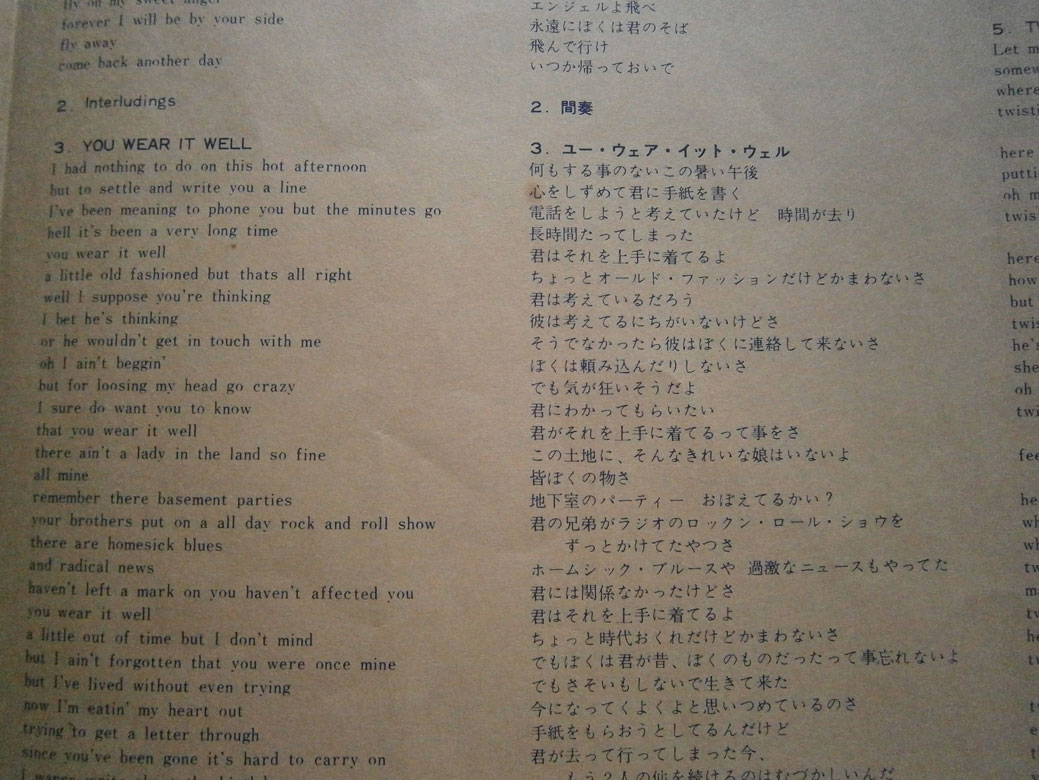 fly on my sweet angel
forever I will be by your side
fly away
come back another day
2. Interludings
3. YOU WEAR IT WELL
I had nothing to do on this hot afternoon
but to settle and write you a line
I've been meaning to phone you but the minutes go
hell it's been a very long time
you wear it well
a little old fashioned but thats all right
well I suppose you're thinking
I bet he's thinking
or he wouldn't get in touch with me
oh I ain't beggin'
but for loosing my head go crazy
I sure do want you to know
that you wear it well
there ain't a lady in the land so fine
all mine
remember there basement parties
your brothers put on a all day rock and roll show
there are homesick blues
and radical news
haven't left a mark on you haven't affected you
you wear it well
a little out of time but I don't mind
but I ain't forgotten that you were once mine
but I've lived without even trying
now I'm eatin' my heart out
trying to get a letter through
since you've been gone it's hard to carry on
エンジェルよ飛べ
永遠にぼくは君のそば
飛んで行け
いつか帰っておいで
2. 間奏
3. ユー・ウェア・イット・ウェル
何もする事のないこの暑い午後
心をしずめて君に手紙を書く
電話をしようと考えていたけど 時間が去り
長時間たってしまった
君はそれを上手に着てるよ
ちょっとオールド・ファッションだけどかまわないさ
君は考えているだろう
彼は考えてるにちがいないけどさ
そうでなかったら彼はぼくに連絡して来ないさ
ぼくは頼み込んだりしないさ
でも気が狂いそうだよ
君にわかってもらいたい
君がそれを上手に着てるって事をさ
この土地に、そんなきれいな娘はいないよ
皆ぼくの物さ
地下室のパーティー おぼえてるかい?
君の兄弟がラジオのロックン・ロール・ショウを
ずっとかけてたやつさ
ホームシック・ブルースや 過激なニュースもやってた
君には関係なかったけどさ
君はそれを上手に着てるよ
ちょっと時代おくれだけどかまわないさ
でもぼくは君が昔、ぼくのものだったって事忘れないよ
でもさそいもしないで生きて来た
今になってくよくよと思いつめているのさ
手紙をもらおうとしてるんだけど
君が去って行ってしまった今、
もう2人の仲を続けるのはむづかしいんだ
5.
Let
where
here
oh
here
how
but
he's
oh